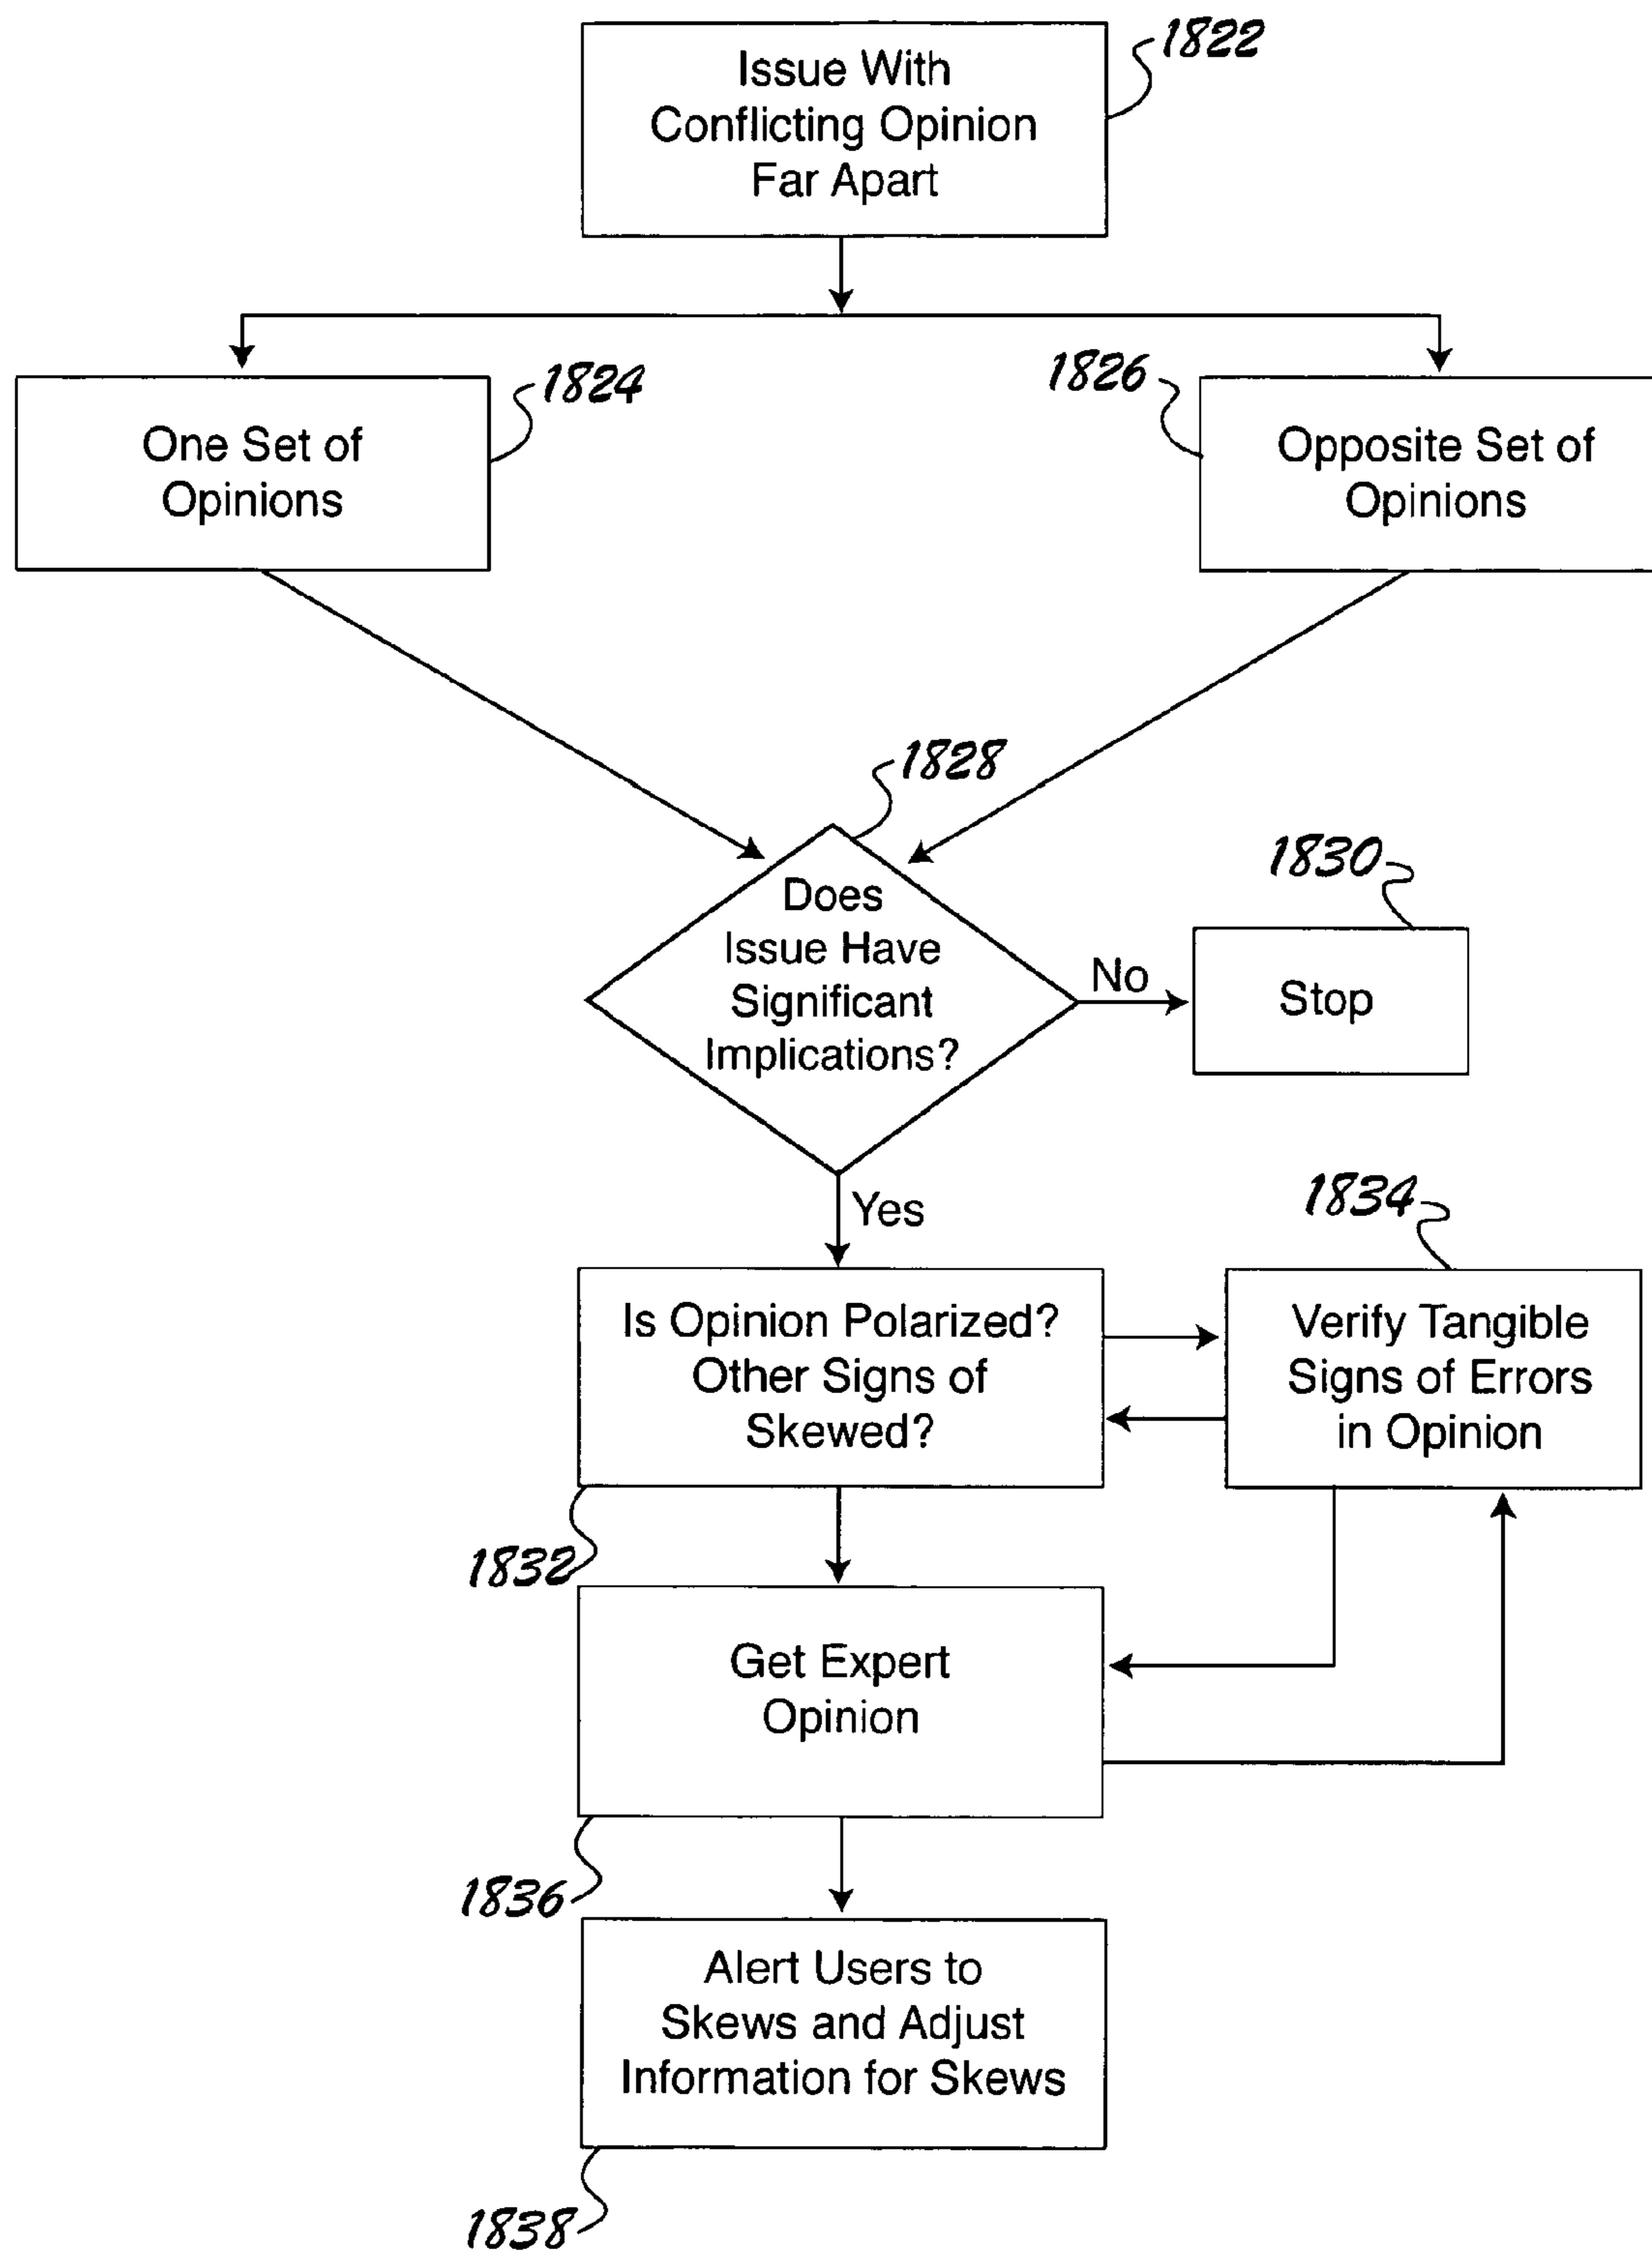 1822
Issue With
Conflicting Opinion
Far Apart
1824
One Set of
Opinions
1826
Opposite Set of
Opinions
1828
Does
Issue Have
Significant
Implications?
No
1830
Stop
Yes
1834
Is Opinion Polarized?
Other Signs of
Skewed?
Verify Tangible
Signs of Errors
in Opinion
1832
Get Expert
Opinion
1836
Alert Users to
Skews and Adjust
Information for Skews
1838